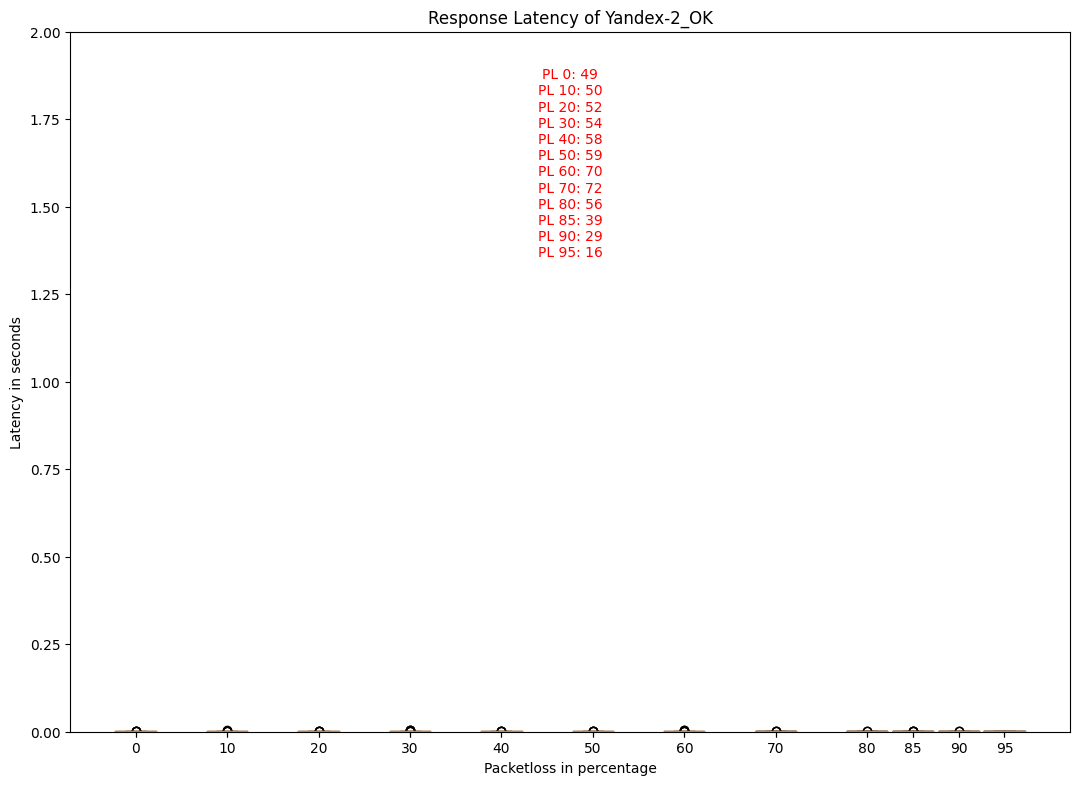 Response Latency of Yandex-2_OK
2.00
1.75
1.50
1.25
1.00
0.75
0.50
0.25
0.00
Latency in seconds
PL 0: 49
PL 10: 50
PL 20: 52
PL 30: 54
PL 40: 58
PL 50: 59
PL 60: 70
PL 70: 72
PL 80: 56
PL 85: 39
PL 90: 29
PL 95: 16
0 10 20 30 40 50 60 70 80 85 90 95
Packetloss in percentage